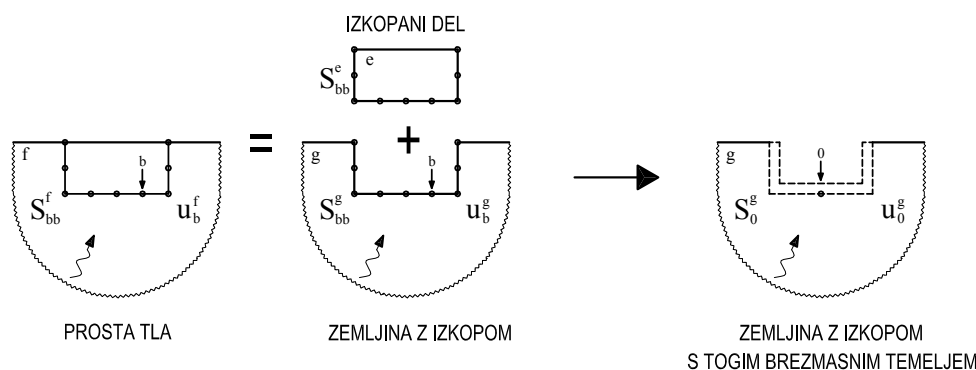 IZKOPANI DEL
e
S^e_bb
=
+
f
b
S^f_bb
u^f_b
g
b
S^g_bb
u^g_b
g
0
S^g_0
u^g_0
PROSTA TLA
ZEMLJINA Z IZKOPOM
ZEMLJINA Z IZKOPOM
S TOGIM BREZMASNIM TEMELJEM